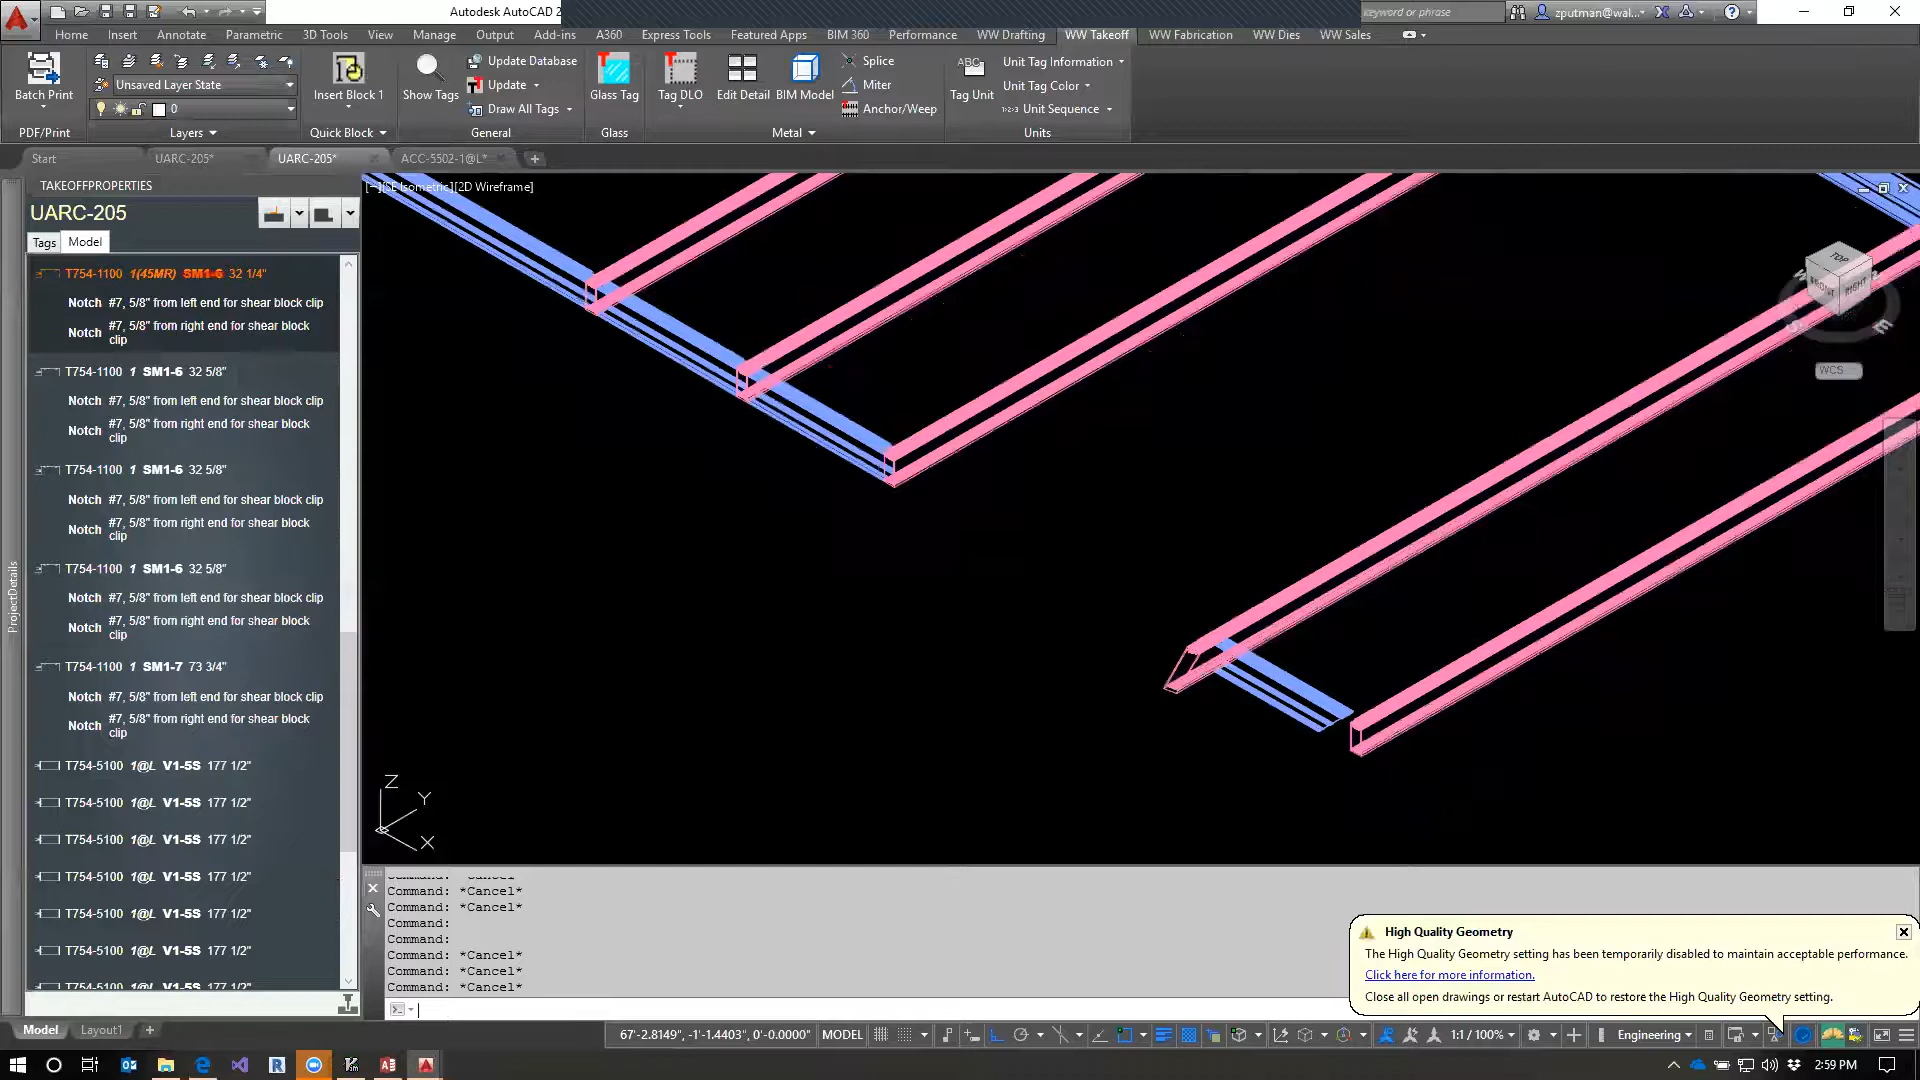 Autodesk AutoCAD 2
keyword or phrase
zputman@wal...
Home Insert Annotate Parametric 3D Tools View Manage Output Add-ins A360 Express Tools Featured Apps BIM 360 Performance WW Drafting WW Takeoff WW Fabrication WW Dies WW Sales
Batch Print
PDF/Print
Unsaved Layer State
0
Layers
Insert Block 1
Quick Block
Show Tags
Update Database
Update
Draw All Tags
General
Glass Tag
Glass
Tag DLO
Edit Detail
BIM Model
Splice
Miter
Anchor/Weep
Metal
ABC
Tag Unit
Unit Tag Information
Unit Tag Color
Unit Sequence
Units
Start UARC-205* UARC-205* ACC-5502-1@L*
TAKEOFFPROPERTIES
UARC-205
Tags Model
T754-1100 1(45MR) SM1-6 32 1/4"
Notch #7, 5/8" from left end for shear block clip
Notch #7, 5/8" from right end for shear block
clip
T754-1100 1 SM1-6 32 5/8"
Notch #7, 5/8" from left end for shear block clip
Notch #7, 5/8" from right end for shear block
clip
T754-1100 1 SM1-6 32 5/8"
Notch #7, 5/8" from left end for shear block clip
Notch #7, 5/8" from right end for shear block
clip
T754-1100 1 SM1-6 32 5/8"
Notch #7, 5/8" from left end for shear block clip
Notch #7, 5/8" from right end for shear block
clip
T754-1100 1 SM1-7 73 3/4"
Notch #7, 5/8" from left end for shear block clip
Notch #7, 5/8" from right end for shear block
clip
T754-5100 1@L V1-5S 177 1/2"
T754-5100 1@L V1-5S 177 1/2"
T754-5100 1@L V1-5S 177 1/2"
T754-5100 1@L V1-5S 177 1/2"
T754-5100 1@L V1-5S 177 1/2"
T754-5100 1@L V1-5S 177 1/2"
T754-5100 1@L V1-5S 177 1/2"
ProjectDetails
[−][SE Isometric][2D Wireframe]
TOP
FRONT RIGHT
S E
WCS
Z
Y
X
Command: *Cancel*
Command: *Cancel*
Command:
Command:
Command: *Cancel*
Command: *Cancel*
Command: *Cancel*
High Quality Geometry
The High Quality Geometry setting has been temporarily disabled to maintain acceptable performance.
Click here for more information.
Close all open drawings or restart AutoCAD to restore the High Quality Geometry setting.
Model Layout1
67'-2.8149", -1'-1.4403", 0'-0.0000" MODEL 1:1 / 100% Engineering
2:59 PM